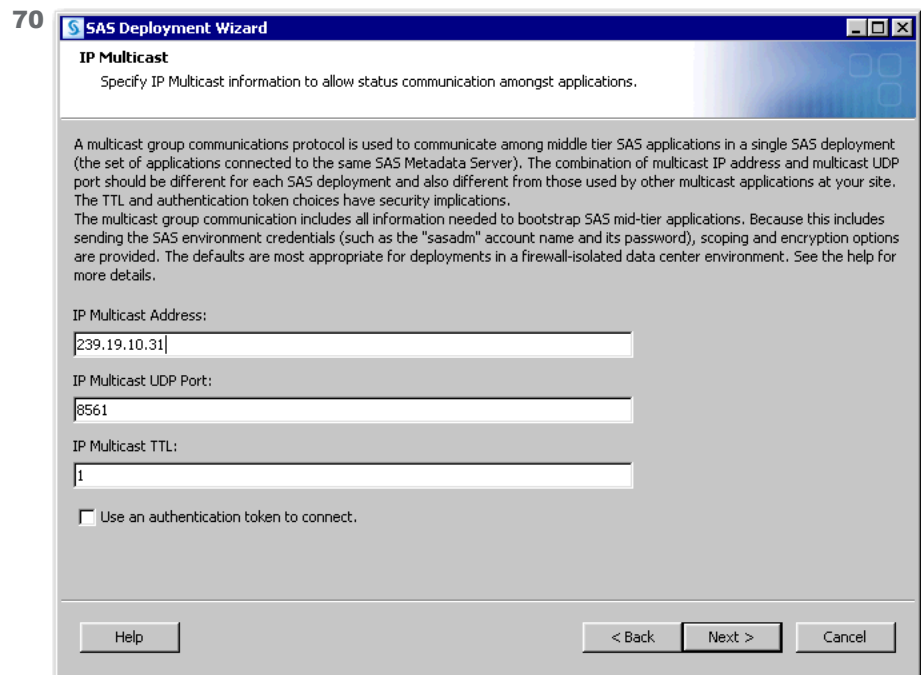 70
SAS Deployment Wizard
IP Multicast
Specify IP Multicast information to allow status communication amongst applications.
A multicast group communications protocol is used to communicate among middle tier SAS applications in a single SAS deployment
(the set of applications connected to the same SAS Metadata Server). The combination of multicast IP address and multicast UDP
port should be different for each SAS deployment and also different from those used by other multicast applications at your site.
The TTL and authentication token choices have security implications.
The multicast group communication includes all information needed to bootstrap SAS mid-tier applications. Because this includes
sending the SAS environment credentials (such as the "sasadm" account name and its password), scoping and encryption options
are provided. The defaults are most appropriate for deployments in a firewall-isolated data center environment. See the help for
more details.
IP Multicast Address:
239.19.10.31
IP Multicast UDP Port:
8561
IP Multicast TTL:
1
Use an authentication token to connect.
Help
< Back
Next >
Cancel